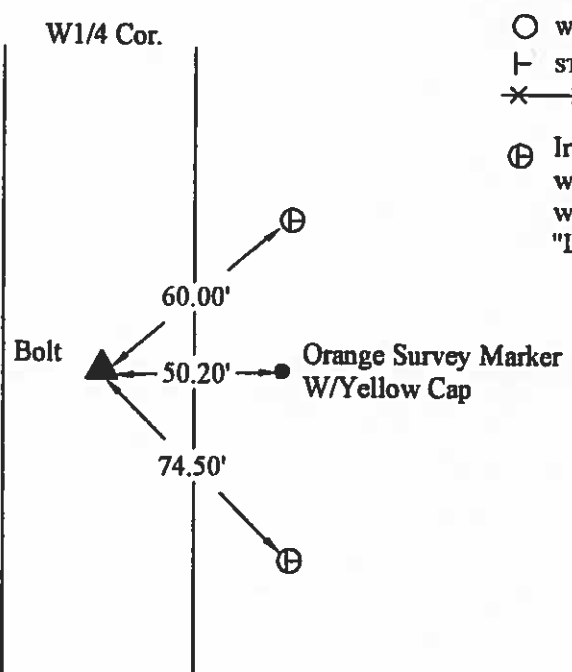 W1/4 Cor.
60.00'
Bolt
50.20'
Orange Survey Marker
W/Yellow Cap
74.50'